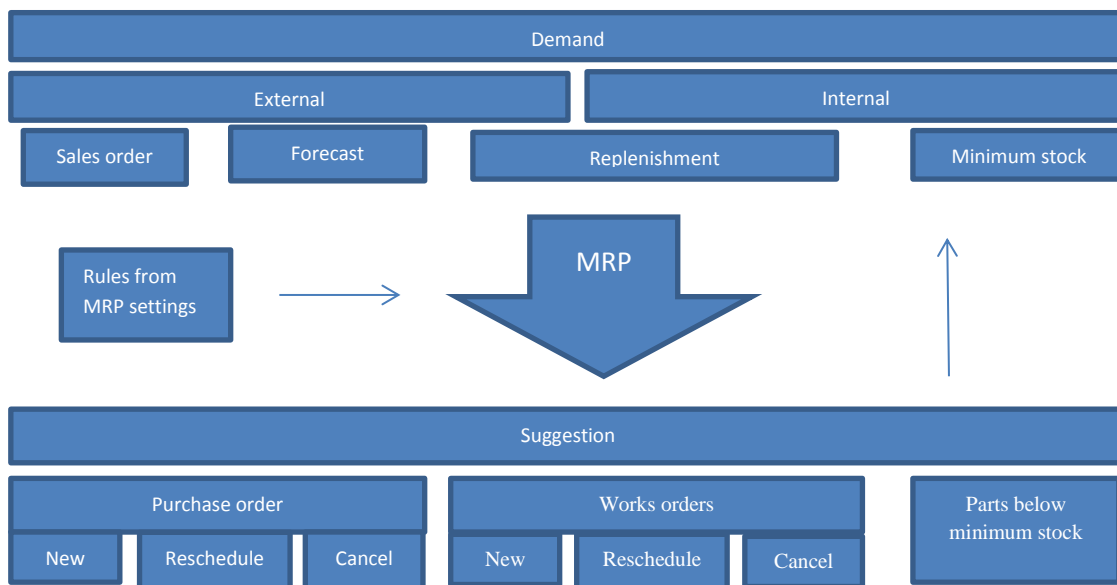 Demand
External
Internal
Sales order
Forecast
Replenishment
Minimum stock
MRP
Rules from
MRP settings
Suggestion
Purchase order
Works orders
Parts below
minimum stock
New
Reschedule
Cancel
New
Reschedule
Cancel